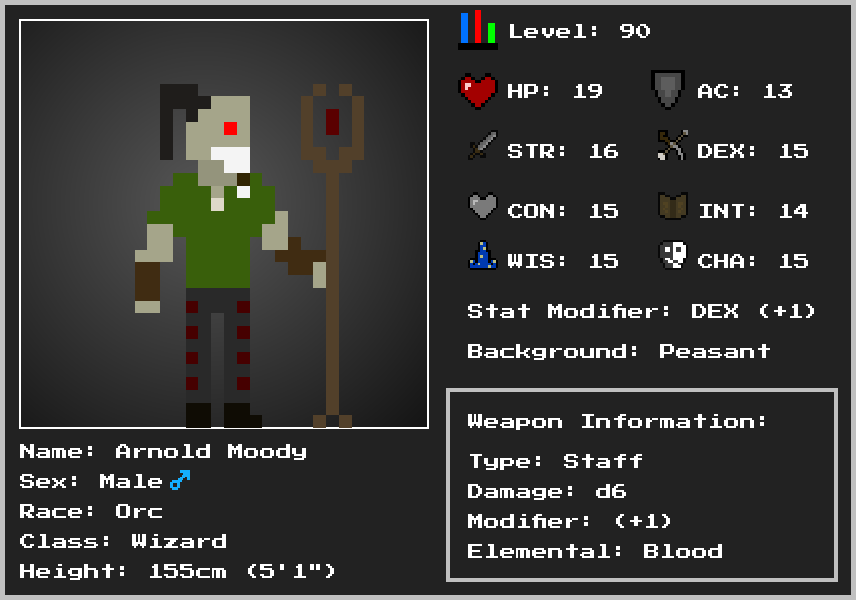 Level: 90
HP: 19 AC: 13
STR: 16 DEX: 15
CON: 15 INT: 14
WIS: 15 CHA: 15
Stat Modifier: DEX (+1)
Background: Peasant
Weapon Information:
Type: Staff
Damage: d6
Modifier: (+1)
Elemental: Blood
Name: Arnold Moody
Sex: Male ♂
Race: Orc
Class: Wizard
Height: 155cm (5'1")